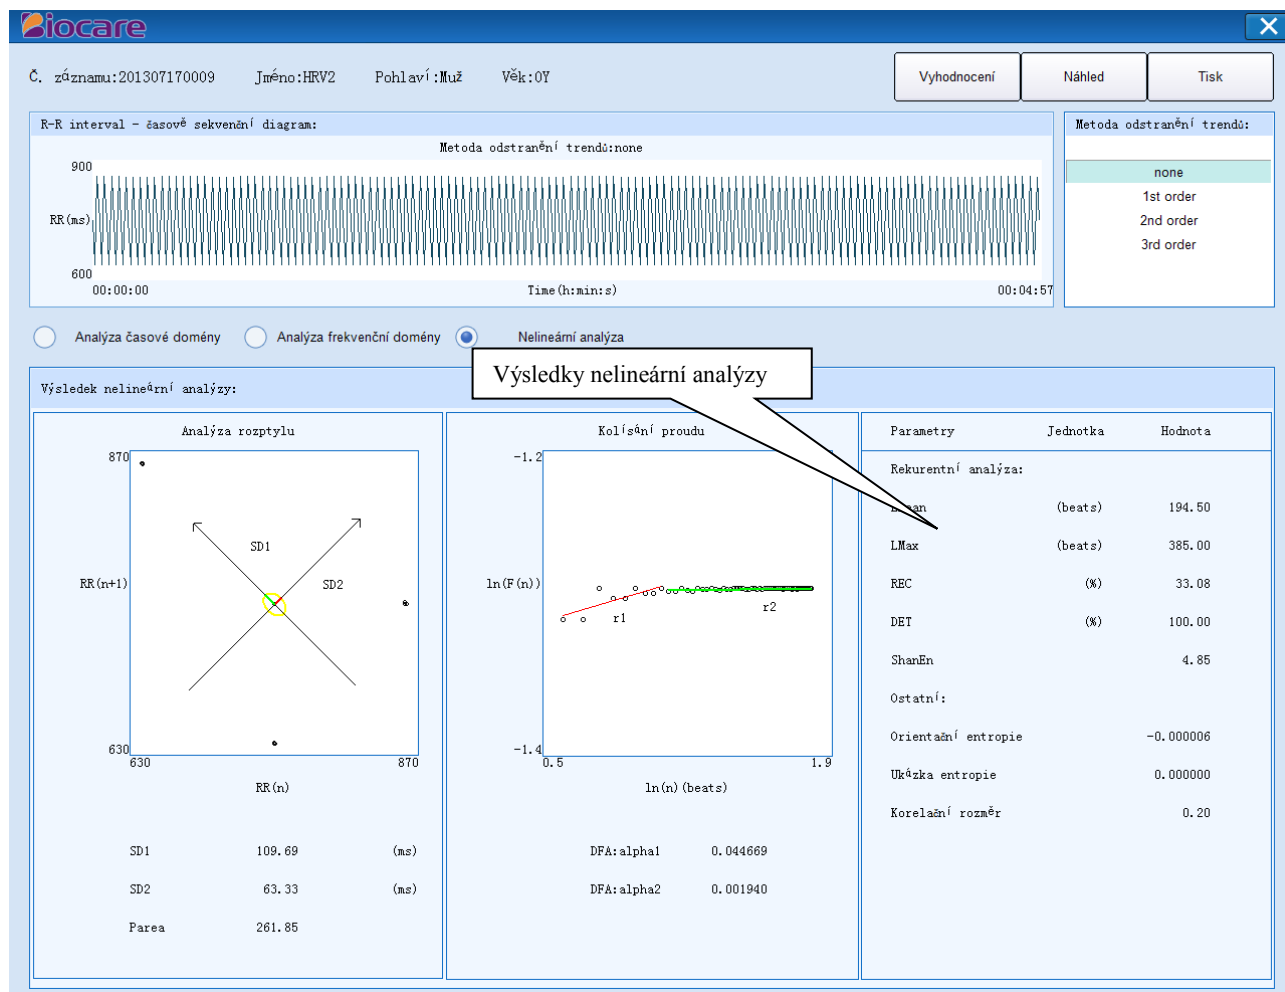 Biocare
Č. záznamu:201307170009 Jméno:HRV2 Pohlaví:Muž Věk:0Y
Vyhodnocení Náhled Tisk
R-R interval - časově sekvenční diagram:
Metoda odstranění trendů:none
900
RR(ms)
600
00:00:00 Time(h:min:s) 00:04:57
Metoda odstranění trendů:
none
1st order
2nd order
3rd order
Analýza časové domény Analýza frekvenční domény Nelineární analýza
Výsledky nelineární analýzy
Výsledek nelineární analýzy:
Analýza rozptylu
870
SD1
RR(n+1)
SD2
630
630 870
RR(n)
SD1 109.69 (ms)
SD2 63.33 (ms)
Parea 261.85
Kolísání proudu
-1.2
ln(F(n))
r1 r2
-1.4
0.5 1.9
ln(n)(beats)
DFA:alpha1 0.044669
DFA:alpha2 0.001940
Parametry Jednotka Hodnota
Rekurentní analýza:
(beats) 194.50
LMax (beats) 385.00
REC (%) 33.08
DET (%) 100.00
ShanEn 4.85
Ostatní:
Orientační entropie -0.000006
Ukázka entropie 0.000000
Korelační rozměr 0.20